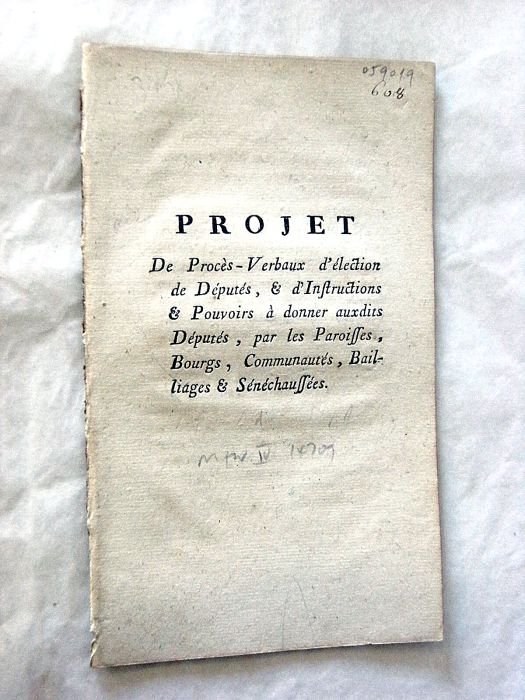 059019
608
PROJET
De Procès-Verbaux d'élection
de Députés, & d'Inſtructions
& Pouvoirs à donner auxdits
Députés, par les Paroiſſes,
Bourgs, Communautés, Bail-
liages & Sénéchauſſées.